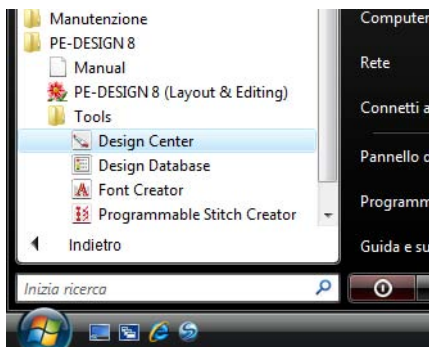 Manutenzione
PE-DESIGN 8
Manual
PE-DESIGN 8 (Layout & Editing)
Tools
Design Center
Design Database
Font Creator
Programmable Stitch Creator
Indietro
Inizia ricerca
Computer
Rete
Connetti a
Pannello d
Programm
Guida e su